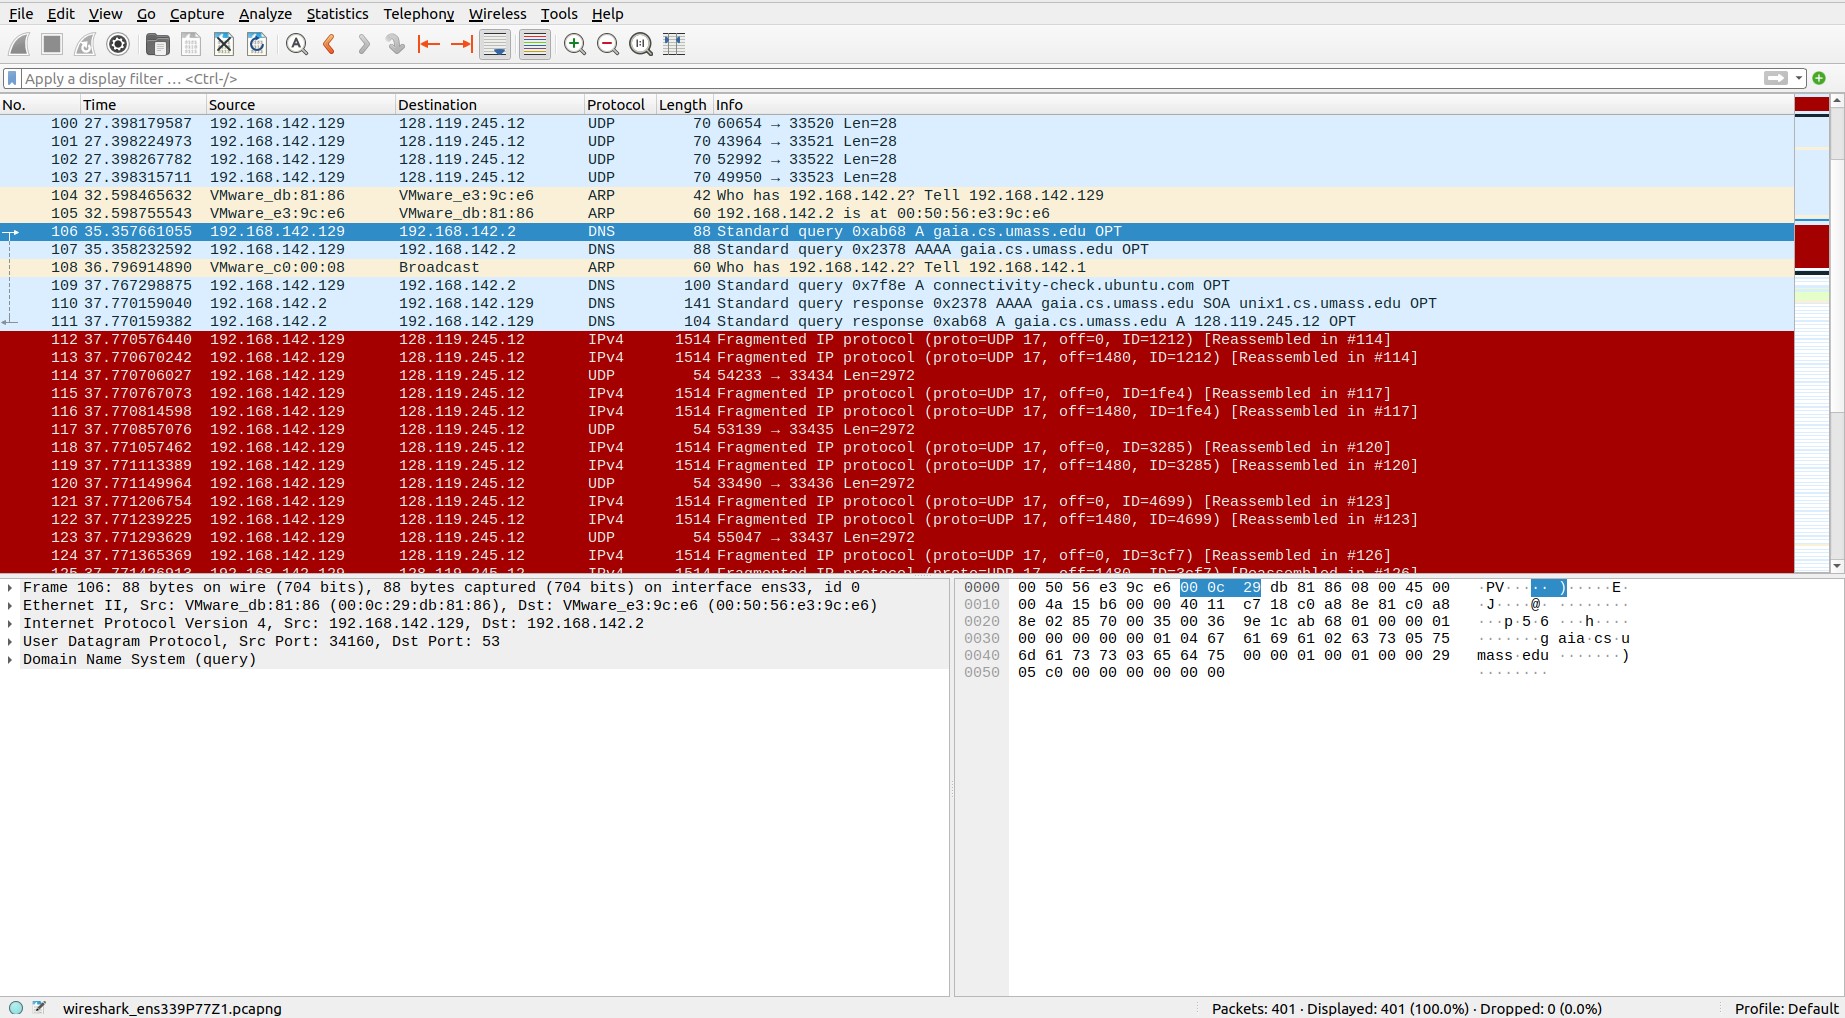 File Edit View Go Capture Analyze Statistics Telephony Wireless Tools Help
Apply a display filter … <Ctrl-/>
No. Time Source Destination Protocol Length Info
100 27.398179587 192.168.142.129 128.119.245.12 UDP 70 60654 → 33520 Len=28
101 27.398224973 192.168.142.129 128.119.245.12 UDP 70 43964 → 33521 Len=28
102 27.398267782 192.168.142.129 128.119.245.12 UDP 70 52992 → 33522 Len=28
103 27.398315711 192.168.142.129 128.119.245.12 UDP 70 49950 → 33523 Len=28
104 32.598465632 VMware_db:81:86 VMware_e3:9c:e6 ARP 42 Who has 192.168.142.2? Tell 192.168.142.129
105 32.598755543 VMware_e3:9c:e6 VMware_db:81:86 ARP 60 192.168.142.2 is at 00:50:56:e3:9c:e6
106 35.357661055 192.168.142.129 192.168.142.2 DNS 88 Standard query 0xab68 A gaia.cs.umass.edu OPT
107 35.358232592 192.168.142.129 192.168.142.2 DNS 88 Standard query 0x2378 AAAA gaia.cs.umass.edu OPT
108 36.796914890 VMware_c0:00:08 Broadcast ARP 60 Who has 192.168.142.2? Tell 192.168.142.1
109 37.767298875 192.168.142.129 192.168.142.2 DNS 100 Standard query 0x7f8e A connectivity-check.ubuntu.com OPT
110 37.770159040 192.168.142.2 192.168.142.129 DNS 141 Standard query response 0x2378 AAAA gaia.cs.umass.edu SOA unix1.cs.umass.edu OPT
111 37.770159382 192.168.142.2 192.168.142.129 DNS 104 Standard query response 0xab68 A gaia.cs.umass.edu A 128.119.245.12 OPT
112 37.770576440 192.168.142.129 128.119.245.12 IPv4 1514 Fragmented IP protocol (proto=UDP 17, off=0, ID=1212) [Reassembled in #114]
113 37.770670242 192.168.142.129 128.119.245.12 IPv4 1514 Fragmented IP protocol (proto=UDP 17, off=1480, ID=1212) [Reassembled in #114]
114 37.770706027 192.168.142.129 128.119.245.12 UDP 54 54233 → 33434 Len=2972
115 37.770767073 192.168.142.129 128.119.245.12 IPv4 1514 Fragmented IP protocol (proto=UDP 17, off=0, ID=1fe4) [Reassembled in #117]
116 37.770814598 192.168.142.129 128.119.245.12 IPv4 1514 Fragmented IP protocol (proto=UDP 17, off=1480, ID=1fe4) [Reassembled in #117]
117 37.770857076 192.168.142.129 128.119.245.12 UDP 54 53139 → 33435 Len=2972
118 37.771057462 192.168.142.129 128.119.245.12 IPv4 1514 Fragmented IP protocol (proto=UDP 17, off=0, ID=3285) [Reassembled in #120]
119 37.771113389 192.168.142.129 128.119.245.12 IPv4 1514 Fragmented IP protocol (proto=UDP 17, off=1480, ID=3285) [Reassembled in #120]
120 37.771149964 192.168.142.129 128.119.245.12 UDP 54 33490 → 33436 Len=2972
121 37.771206754 192.168.142.129 128.119.245.12 IPv4 1514 Fragmented IP protocol (proto=UDP 17, off=0, ID=4699) [Reassembled in #123]
122 37.771239225 192.168.142.129 128.119.245.12 IPv4 1514 Fragmented IP protocol (proto=UDP 17, off=1480, ID=4699) [Reassembled in #123]
123 37.771293629 192.168.142.129 128.119.245.12 UDP 54 55047 → 33437 Len=2972
124 37.771365369 192.168.142.129 128.119.245.12 IPv4 1514 Fragmented IP protocol (proto=UDP 17, off=0, ID=3cf7) [Reassembled in #126]
Frame 106: 88 bytes on wire (704 bits), 88 bytes captured (704 bits) on interface ens33, id 0
Ethernet II, Src: VMware_db:81:86 (00:0c:29:db:81:86), Dst: VMware_e3:9c:e6 (00:50:56:e3:9c:e6)
Internet Protocol Version 4, Src: 192.168.142.129, Dst: 192.168.142.2
User Datagram Protocol, Src Port: 34160, Dst Port: 53
Domain Name System (query)
0000 00 50 56 e3 9c e6 00 0c 29 db 81 86 08 00 45 00 ·PV·····)·····E·
0010 00 4a 15 b6 00 00 40 11 c7 18 c0 a8 8e 81 c0 a8 ·J····@·········
0020 8e 02 85 70 00 35 00 36 9e 1c ab 68 01 00 00 01 ···p·5·6···h····
0030 00 00 00 00 00 01 04 67 61 69 61 02 63 73 05 75 ·······g aia·cs·u
0040 6d 61 73 73 03 65 64 75 00 00 01 00 01 00 00 29 mass·edu ·······)
0050 05 c0 00 00 00 00 00 00 ········
wireshark_ens339P77Z1.pcapng
Packets: 401 · Displayed: 401 (100.0%) · Dropped: 0 (0.0%)
Profile: Default